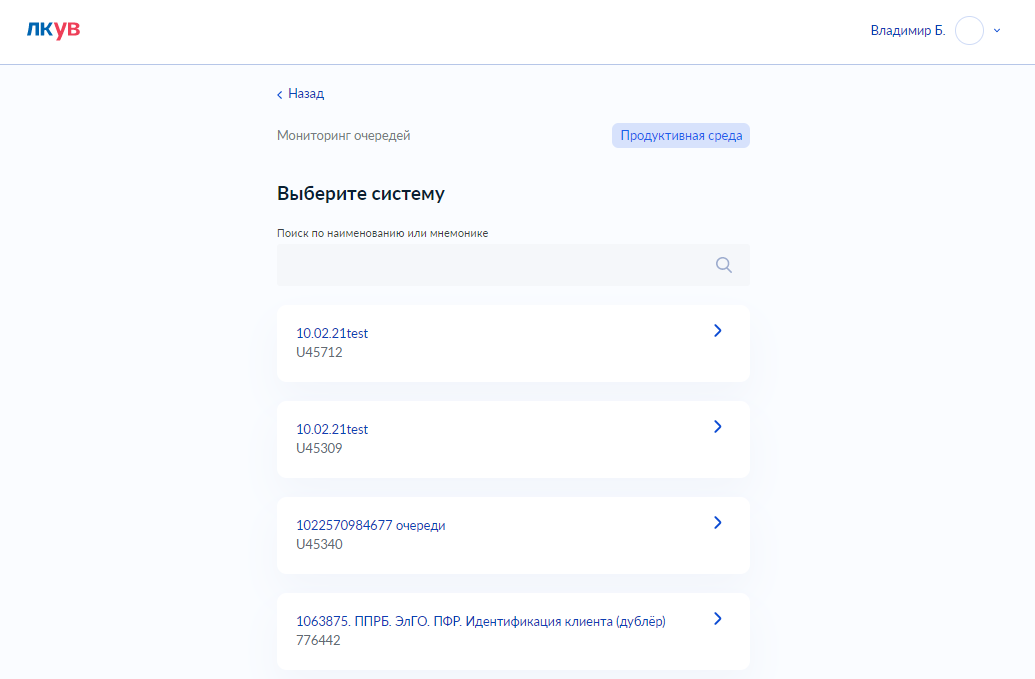 ЛКУВ
Владимир Б.
Назад
Мониторинг очередей
Продуктивная среда
Выберите систему
Поиск по наименованию или мнемонике
10.02.21test
U45712
10.02.21test
U45309
1022570984677 очереди
U45340
1063875. ППРБ. ЭлГО. ПФР. Идентификация клиента (дублёр)
776442